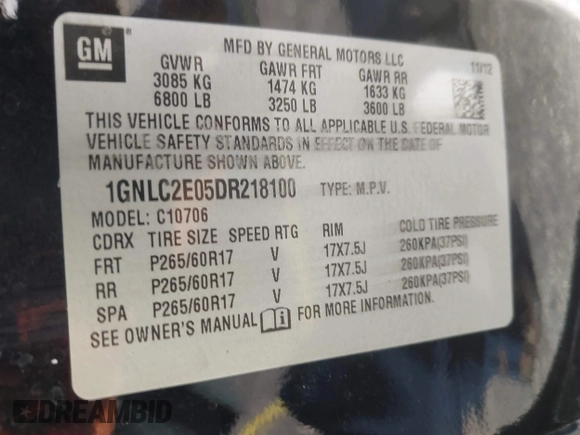 GM
MFD BY GENERAL MOTORS LLC 11/12
GVWR GAWR FRT GAWR RR
3085 KG 1474 KG 1633 KG
6800 LB 3250 LB 3600 LB
THIS VEHICLE CONFORMS TO ALL APPLICABLE U.S. FEDERAL MOTOR
VEHICLE SAFETY STANDARDS IN EFFECT ON THE DATE OF
MANUFACTURE SHOWN ABOVE.
1GNLC2E05DR218100 TYPE: M.P.V.
MODEL: C10706
CDRX TIRE SIZE SPEED RTG RIM COLD TIRE PRESSURE
FRT P265/60R17 V 17X7.5J 260KPA(37PSI)
RR P265/60R17 V 17X7.5J 260KPA(37PSI)
SPA P265/60R17 V 17X7.5J 260KPA(37PSI)
SEE OWNER'S MANUAL FOR MORE INFORMATION.
DREAMBID